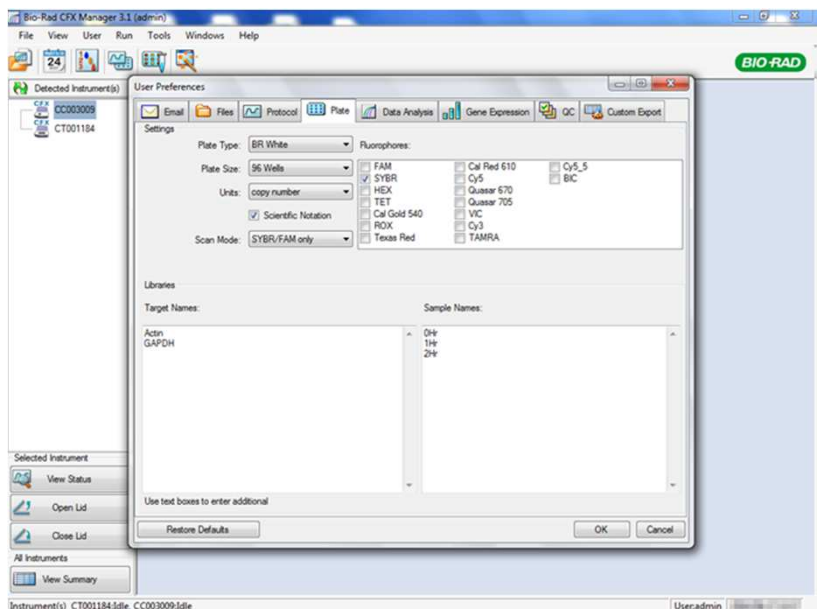 Bio-Rad CFX Manager 3.1 (admin)
File View User Run Tools Windows Help
24
BIO RAD
Detected Instrument(s)
CFX CC003009
CFX CT001184
User Preferences
Email Files Protocol Plate Data Analysis Gene Expression QC Custom Export
Settings
Plate Type: BR White
Plate Size: 96 Wells
Units: copy number
Scientific Notation
Scan Mode: SYBR/FAM only
Fluorophores:
FAM Cal Red 610 Cy5_5
SYBR Cy5 BIC
HEX Quasar 670
TET Quasar 705
Cal Gold 540 VIC
ROX Cy3
Texas Red TAMRA
Libraries
Target Names:
Actin
GAPDH
Sample Names:
0Hr
1Hr
2Hr
Use text boxes to enter additional
Restore Defaults OK Cancel
Selected Instrument
View Status
Open Lid
Close Lid
All Instruments
View Summary
Instrument(s) CT001184:Idle, CC003009:Idle
User:admin